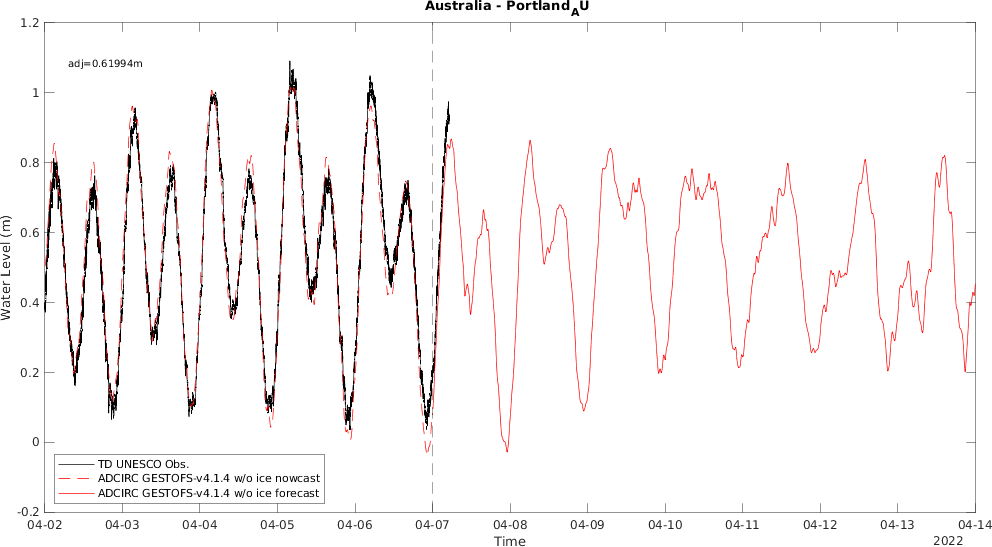 Australia - Portland_AU
1.2
adj=0.61994m
1
0.8
0.6
Water Level (m)
0.4
0.2
0
TD UNESCO Obs.
ADCIRC GESTOFS-v4.1.4 w/o ice nowcast
ADCIRC GESTOFS-v4.1.4 w/o ice forecast
-0.2
04-02 04-03 04-04 04-05 04-06 04-07 04-08 04-09 04-10 04-11 04-12 04-13 04-14
Time
2022